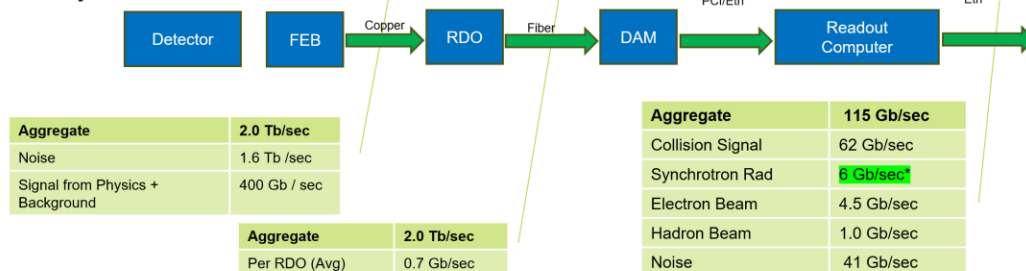 PCI/Eth
Eth
Copper
Fiber
Detector
FEB
RDO
DAM
Readout
Computer
Aggregate 2.0 Tb/sec
Noise 1.6 Tb /sec
Signal from Physics + 400 Gb / sec
Background
Aggregate 2.0 Tb/sec
Per RDO (Avg) 0.7 Gb/sec
Aggregate 115 Gb/sec
Collision Signal 62 Gb/sec
Synchrotron Rad 6 Gb/sec*
Electron Beam 4.5 Gb/sec
Hadron Beam 1.0 Gb/sec
Noise 41 Gb/sec